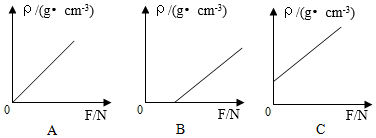 ρ/(g• cm-3) ρ/(g• cm-3) ρ/(g• cm-3)
0 F/N 0 F/N 0 F/N
A B C